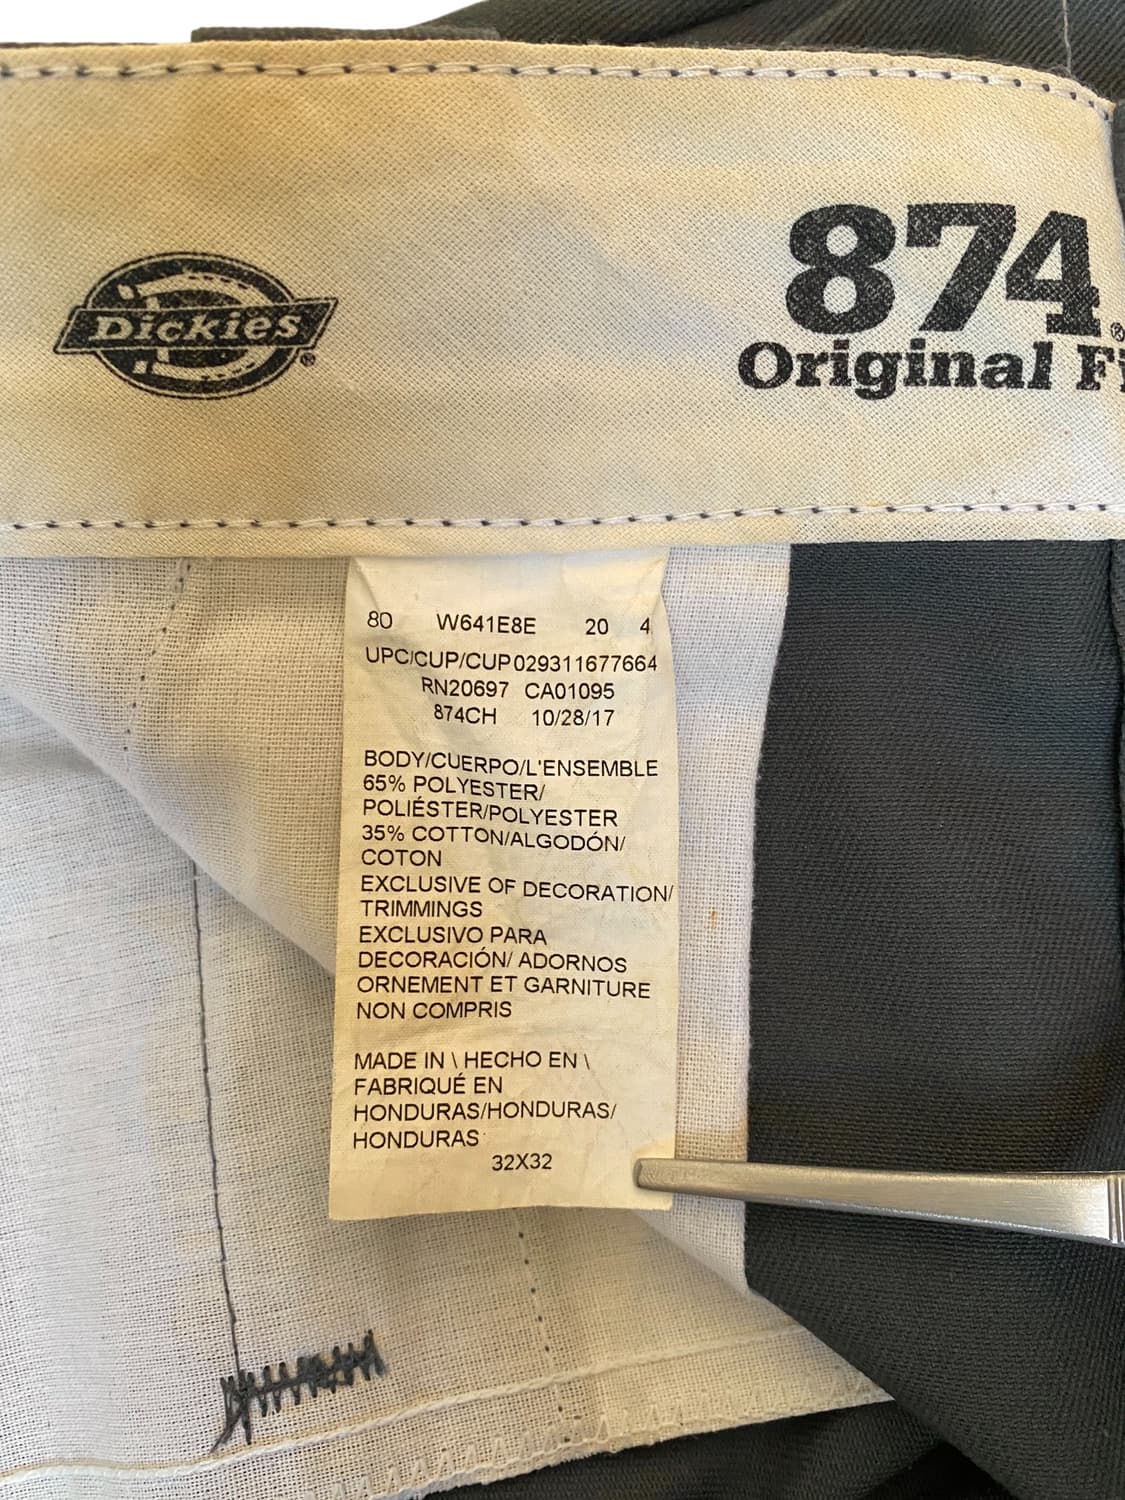 Dickies®
874®
Original Fi
80 W641E8E 20 4
UPC/CUP/CUP029311677664
RN20697 CA01095
874CH 10/28/17
BODY/CUERPO/L'ENSEMBLE
65% POLYESTER/
POLIÉSTER/POLYESTER
35% COTTON/ALGODÓN/
COTON
EXCLUSIVE OF DECORATION/
TRIMMINGS
EXCLUSIVO PARA
DECORACIÓN/ ADORNOS
ORNEMENT ET GARNITURE
NON COMPRIS
MADE IN \ HECHO EN \
FABRIQUÉ EN
HONDURAS/HONDURAS/
HONDURAS
32X32